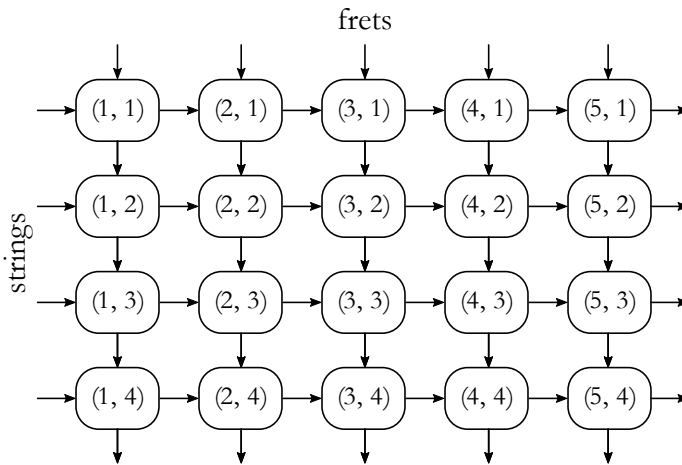 frets
strings
(1, 1) (2, 1) (3, 1) (4, 1) (5, 1)
(1, 2) (2, 2) (3, 2) (4, 2) (5, 2)
(1, 3) (2, 3) (3, 3) (4, 3) (5, 3)
(1, 4) (2, 4) (3, 4) (4, 4) (5, 4)